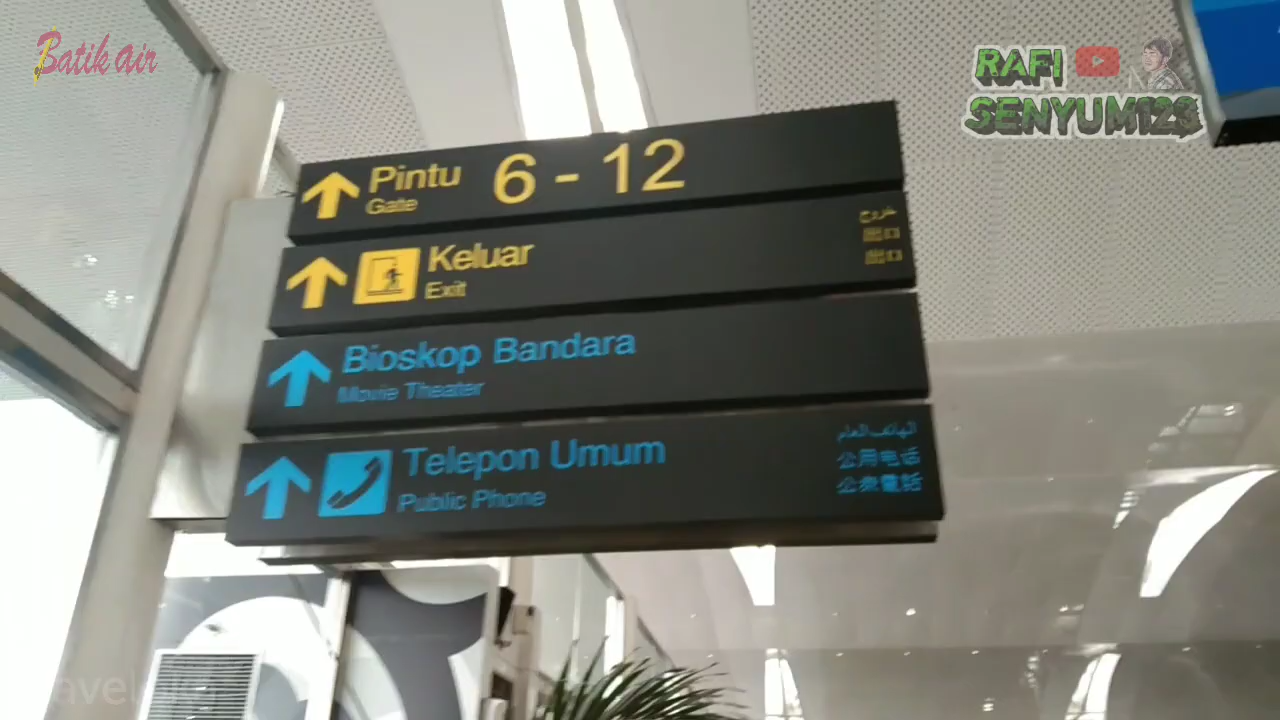 Batik air
RAFI
SENYUM123
Pintu 6 - 12
Gate
Keluar
Exit
خروج
出口
出口
Bioskop Bandara
Movie Theater
Telepon Umum
Public Phone
الهاتف العام
公用电话
公衆電話